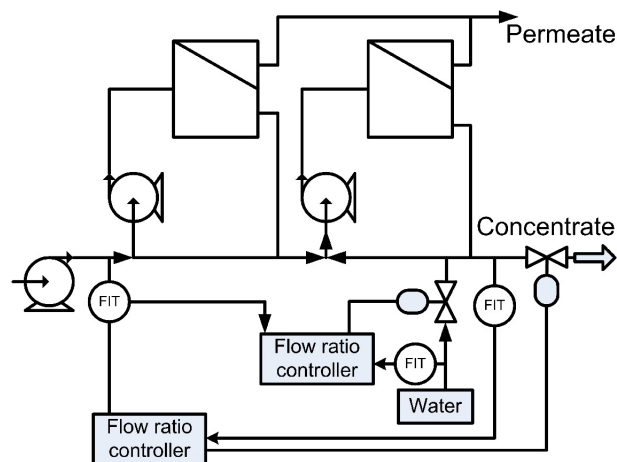 Permeate
Concentrate
FIT
FIT
Flow ratio
controller
FIT
Water
Flow ratio
controller